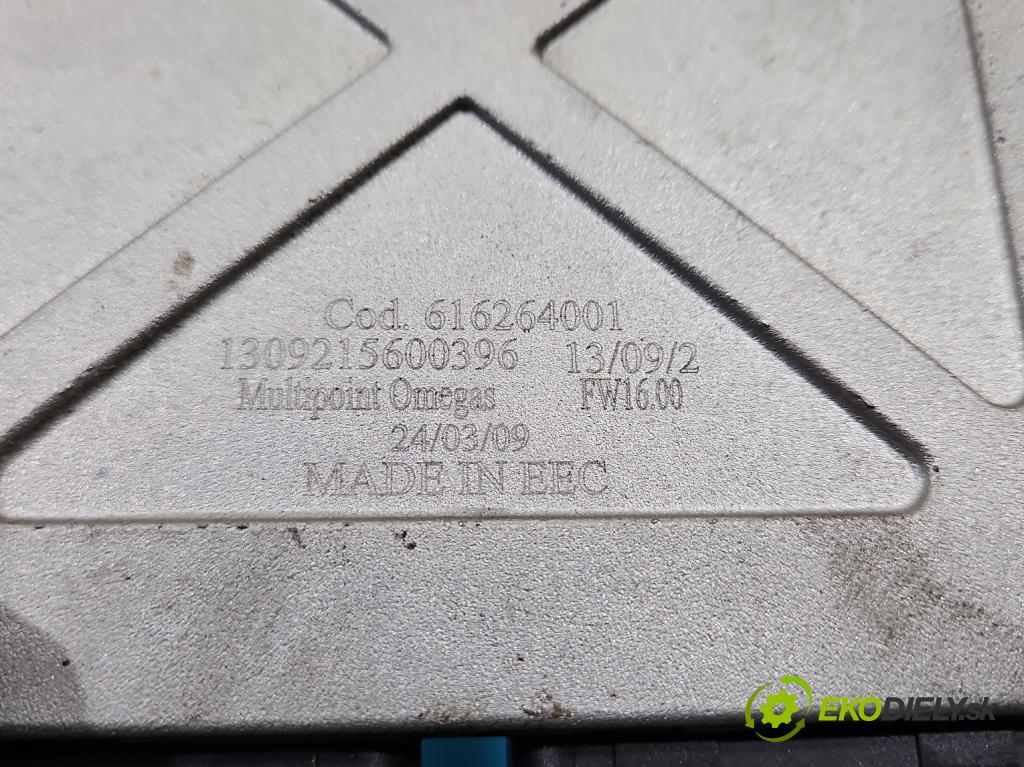 Cod. 616264001
1309215600396 13/09/2
Multipoint Omegas FW16.00
24/03/09
MADE IN EEC
EKODIELY.sk